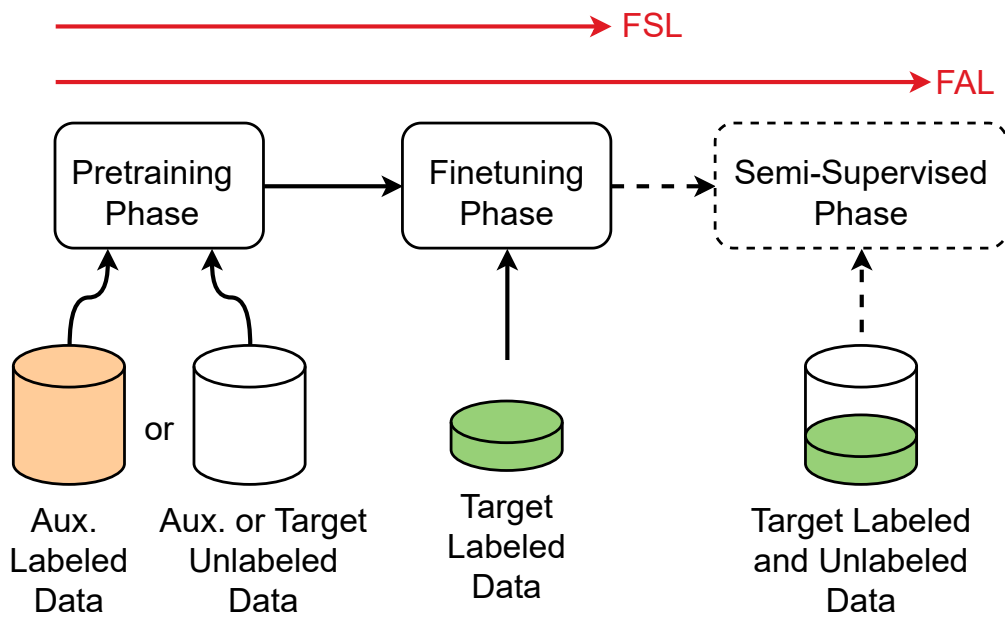 FSL
FAL
Pretraining
Phase
Finetuning
Phase
Semi-Supervised
Phase
or
Aux.
Labeled
Data
Aux. or Target
Unlabeled
Data
Target
Labeled
Data
Target Labeled
and Unlabeled
Data